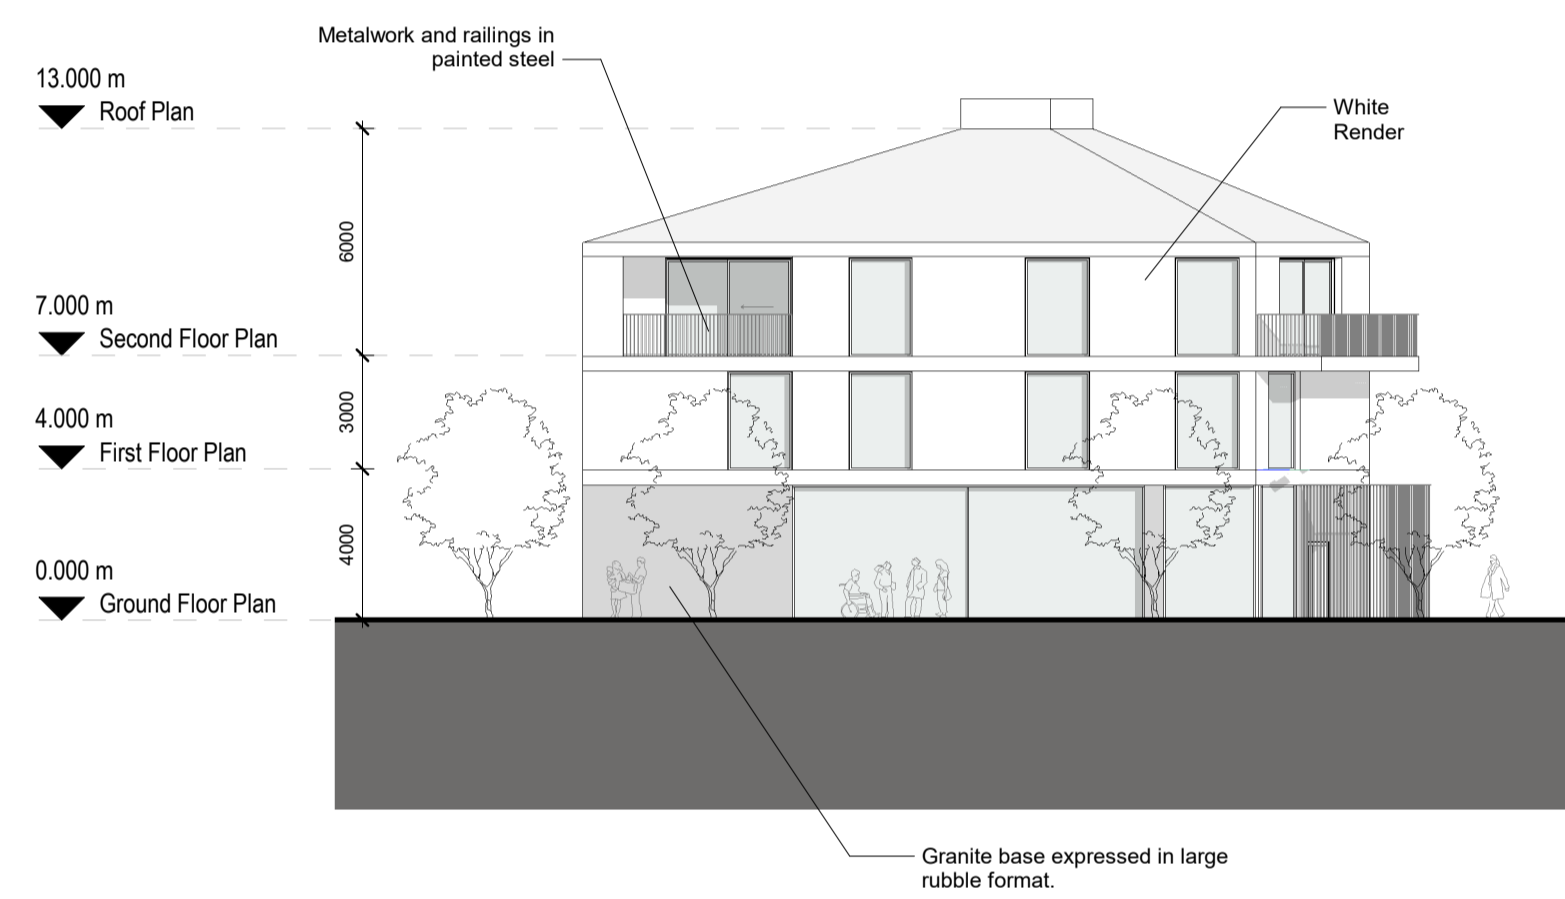 Metalwork and railings in
painted steel
13.000 m
Roof Plan
White
Render
6000
7.000 m
Second Floor Plan
3000
4.000 m
First Floor Plan
4000
0.000 m
Ground Floor Plan
Granite base expressed in large
rubble format.